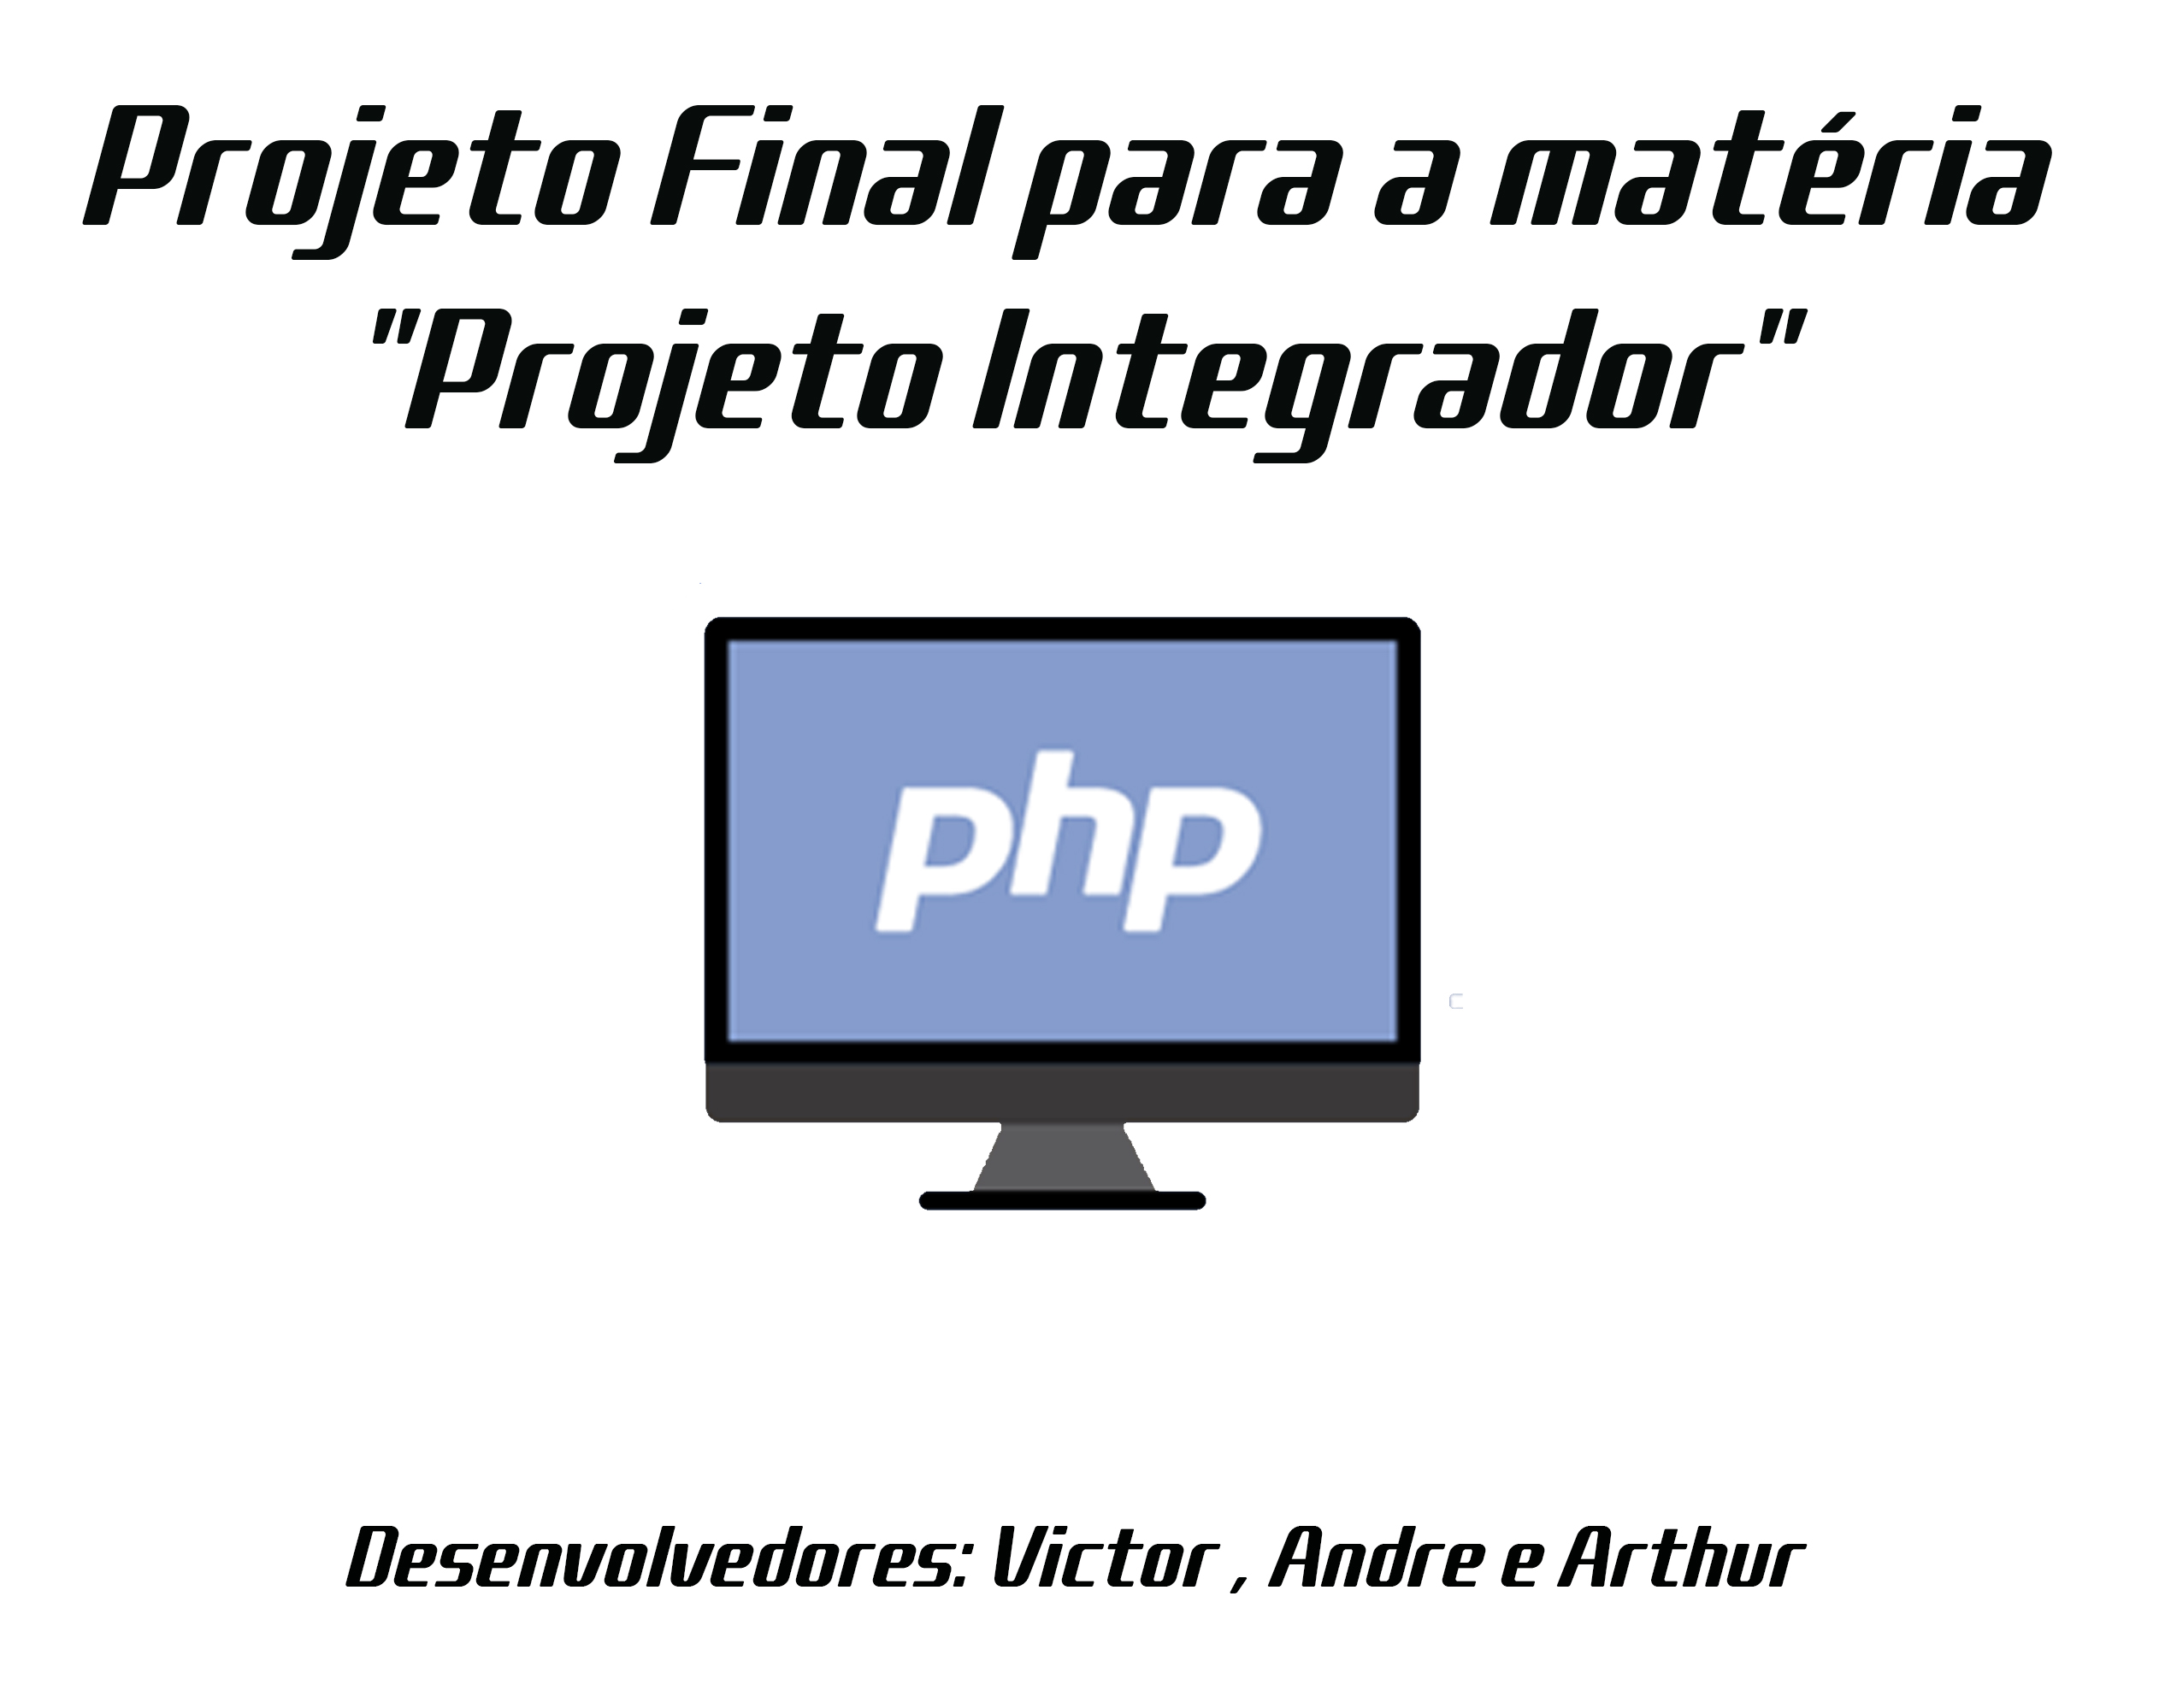 Projeto Final para a matéria
"Projeto Integrador"
php
Desenvolvedores: Victor , Andre e Arthur